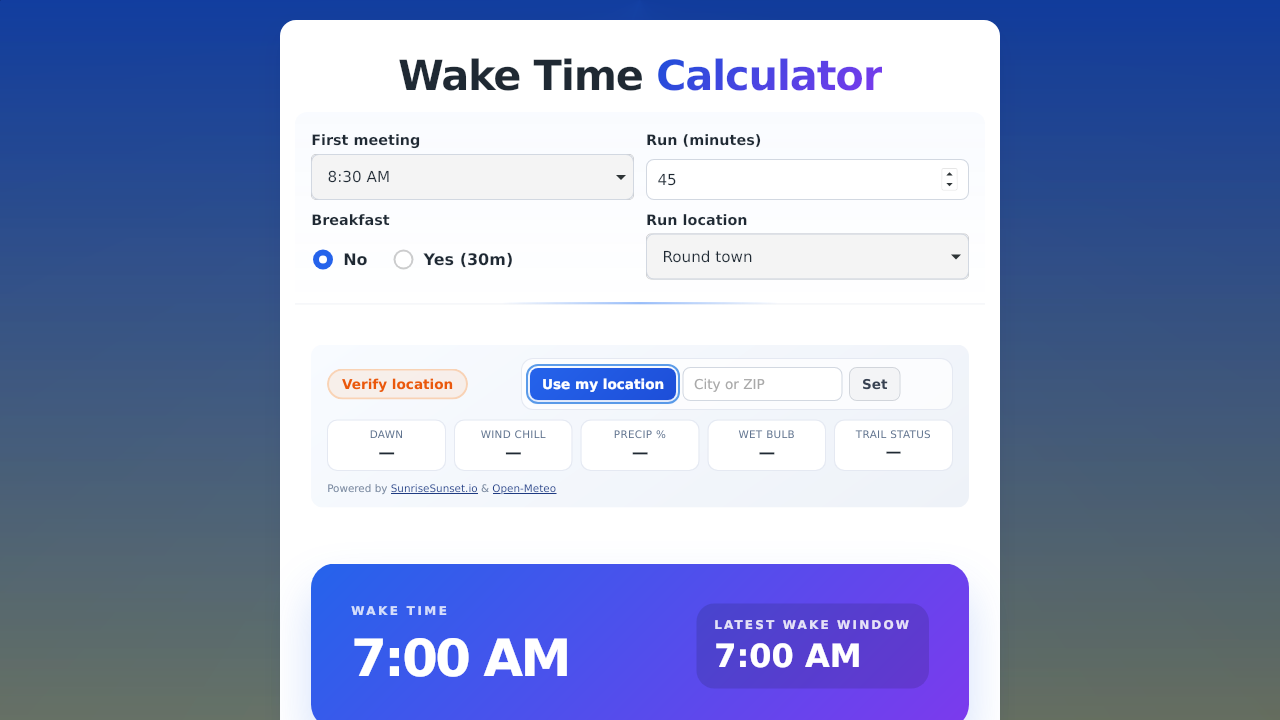 Wake Time Calculator
First meeting
8:30 AM
Run (minutes)
45
Breakfast
No
Yes (30m)
Run location
Round town
Verify location
Use my location
City or ZIP
Set
DAWN
—
WIND CHILL
—
PRECIP %
—
WET BULB
—
TRAIL STATUS
—
Powered by SunriseSunset.io & Open-Meteo
WAKE TIME
7:00 AM
LATEST WAKE WINDOW
7:00 AM